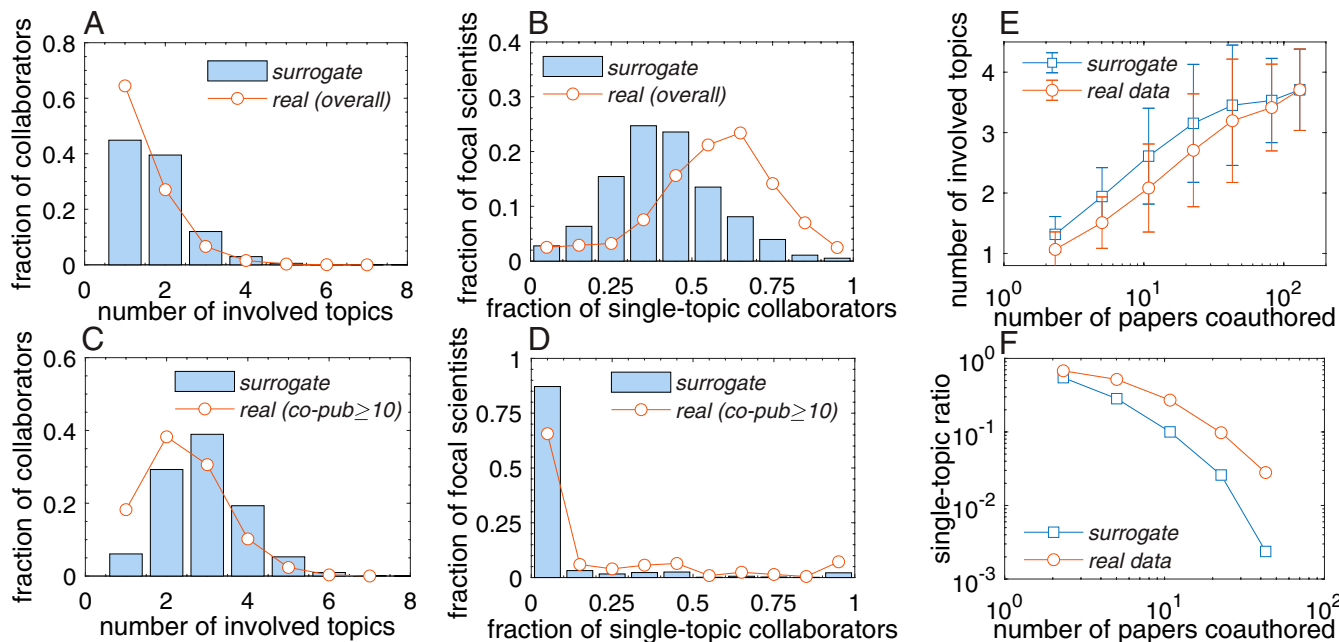 A
fraction of collaborators
0.8
0.6
0.4
0.2
0
surrogate
real (overall)
0 2 4 6 8
number of involved topics
B
fraction of focal scientists
0.4
0.3
0.2
0.1
0
surrogate
real (overall)
0 0.25 0.5 0.75 1
fraction of single-topic collaborators
E
number of involved topics
4
3
2
1
surrogate
real data
10^0 10^1 10^2
number of papers coauthored
C
fraction of collaborators
0.6
0.4
0.2
0
surrogate
real (co-pub≥10)
0 2 4 6 8
number of involved topics
D
fraction of focal scientists
1
0.75
0.5
0.25
0
surrogate
real (co-pub≥10)
0 0.25 0.5 0.75 1
fraction of single-topic collaborators
F
single-topic ratio
10^0
10^-1
10^-2
10^-3
surrogate
real data
10^0 10^1 10^2
number of papers coauthored